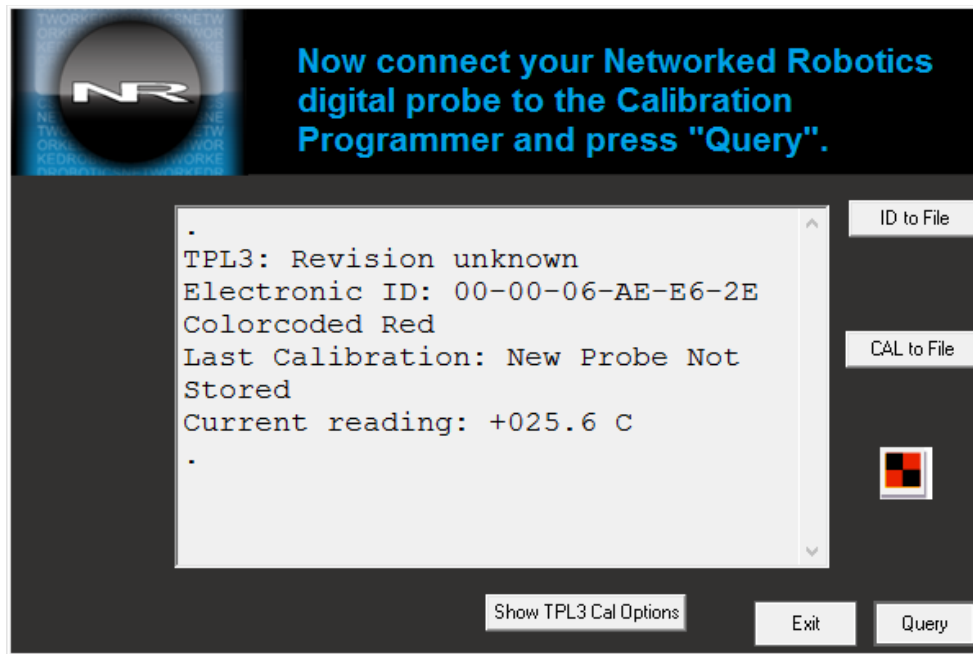 NR
Now connect your Networked Robotics
digital probe to the Calibration
Programmer and press "Query".
.
TPL3: Revision unknown
Electronic ID: 00-00-06-AE-E6-2E
Colorcoded Red
Last Calibration: New Probe Not
Stored
Current reading: +025.6 C
.
ID to File
CAL to File
Show TPL3 Cal Options
Exit
Query